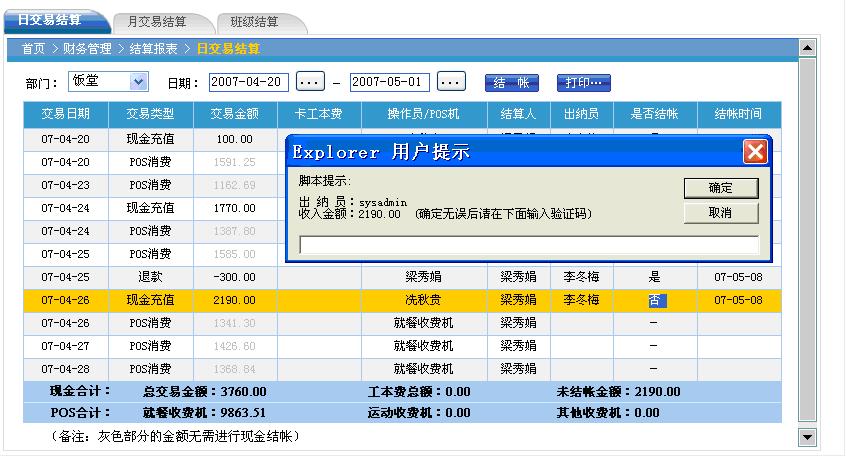 日交易结算 月交易结算 班级结算
首页 > 财务管理 > 结算报表 > 日交易结算
部门： 饭堂 日期： 2007-04-20 ... - 2007-05-01 ... 结 帐 打印…
交易日期 交易类型 交易金额 卡工本费 操作员/POS机 结算人 出纳员 是否结帐 结帐时间
07-04-20 现金充值 100.00
07-04-20 POS消费 1591.25
07-04-23 POS消费 1162.69
07-04-24 现金充值 1770.00
07-04-24 POS消费 1387.80
07-04-25 POS消费 1585.00
Explorer 用户提示
脚本提示:
出 纳 员：sysadmin
收入金额：2190.00 （确定无误后请在下面输入验证码）
确定
取消
07-04-25 退款 -300.00 梁秀娟 梁秀娟 李冬梅 是 07-05-08
07-04-26 现金充值 2190.00 冼秋贵 梁秀娟 李冬梅 否 07-05-08
07-04-26 POS消费 1341.30 就餐收费机 梁秀娟 —
07-04-27 POS消费 1426.60 就餐收费机 梁秀娟 —
07-04-28 POS消费 1368.84 就餐收费机 梁秀娟 —
现金合计： 总交易金额：3760.00 工本费总额：0.00 未结帐金额：2190.00
POS合计： 就餐收费机：9863.51 运动收费机：0.00 其他收费机：0.00
（备注：灰色部分的金额无需进行现金结帐）